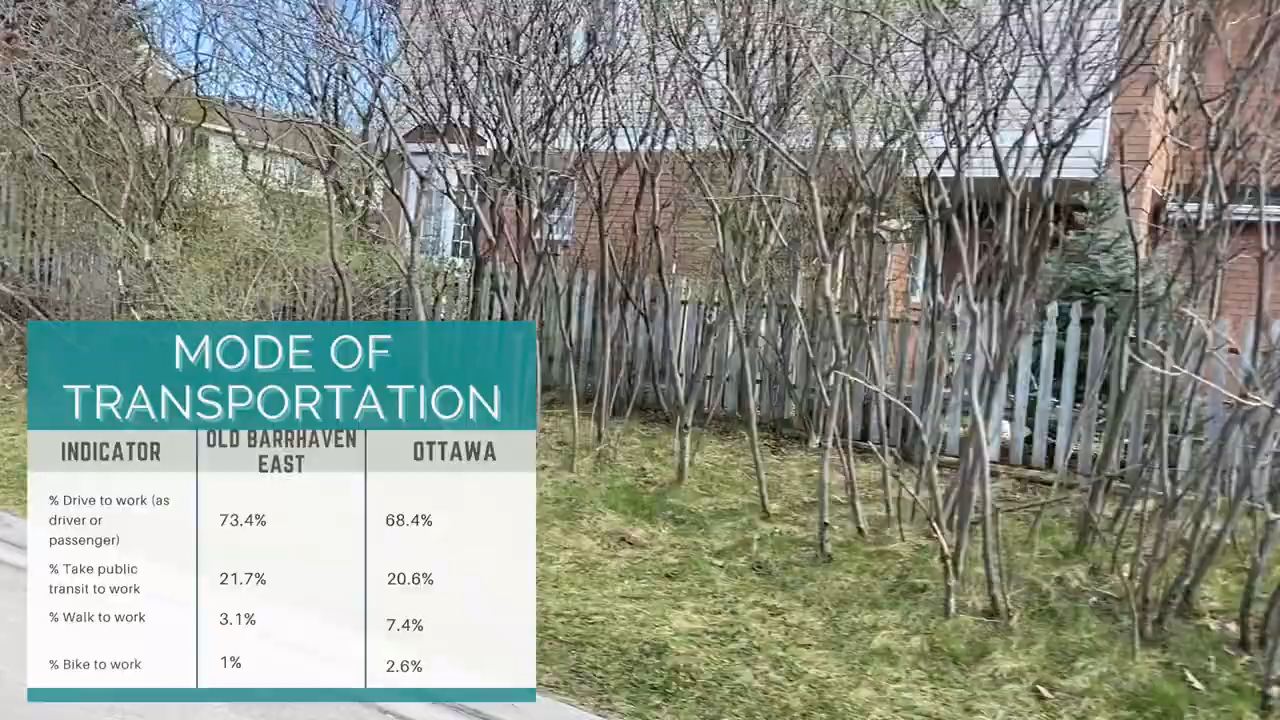 MODE OF
TRANSPORTATION
INDICATOR
OLD BARRHAVEN
EAST
OTTAWA
% Drive to work (as
driver or
passenger)
73.4%
68.4%
% Take public
transit to work
21.7%
20.6%
% Walk to work
3.1%
7.4%
% Bike to work
1%
2.6%